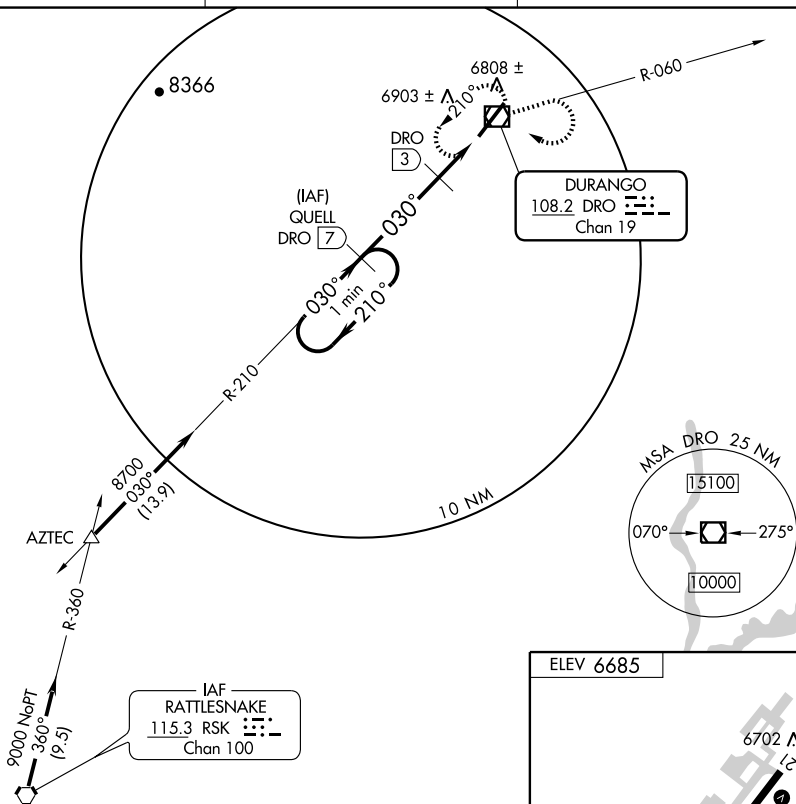 8366
6808 ±
R-060
6903 ±
210°
DRO
3
DURANGO
108.2 DRO
Chan 19
(IAF)
QUELL
DRO 7
030°
030°
1 min
210°
R-210
10 NM
8700
030°
(13.9)
AZTEC
R-360
9000 NoPT
360°
(9.5)
IAF
RATTLESNAKE
115.3 RSK
Chan 100
MSA DRO 25 NM
15100
070°
275°
10000
ELEV 6685
6702
21
V